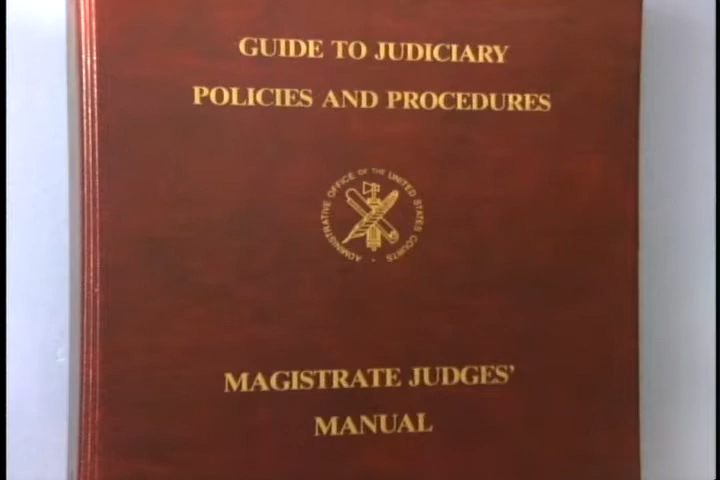 GUIDE TO JUDICIARY
POLICIES AND PROCEDURES
ADMINISTRATIVE OFFICE OF THE UNITED STATES COURTS
MAGISTRATE JUDGES'
MANUAL